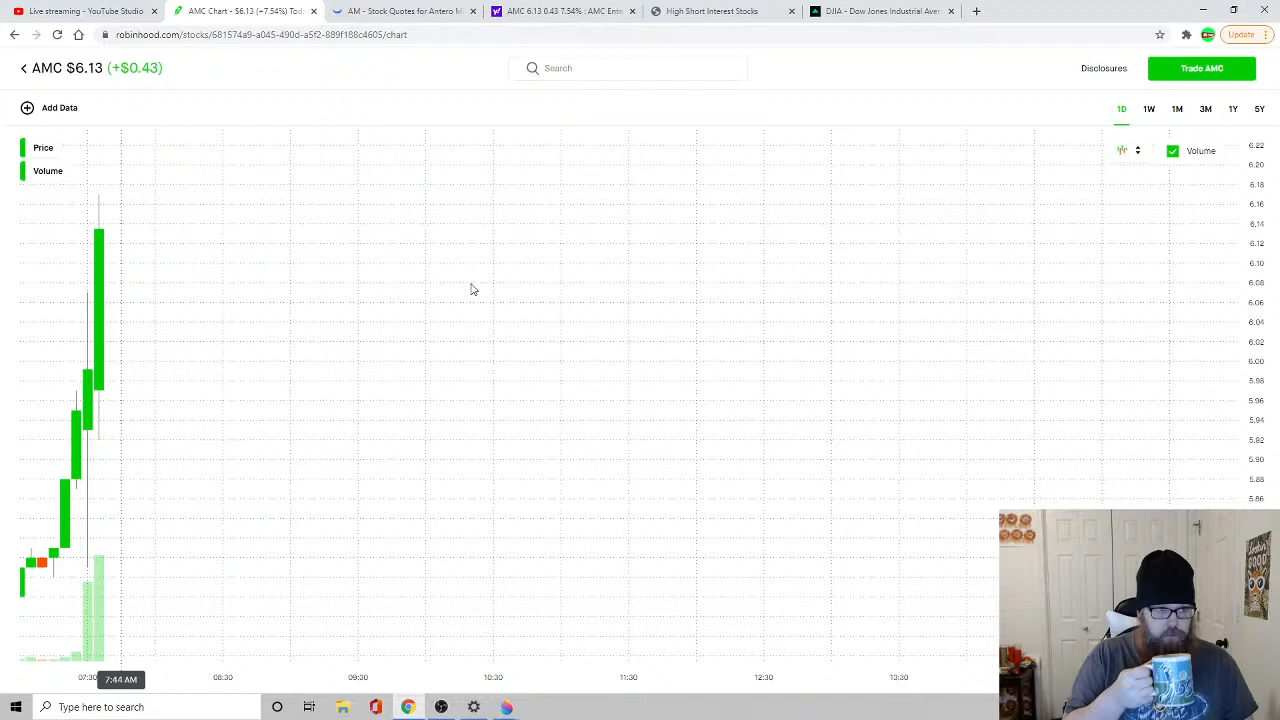 Live streaming - YouTube Studio
AMC Chart - $6.13 (+7.54%) Toda
AM - Stock Quotes for Antero M
AMC 6.13 0.43 7.54% : AMC Ente
High Short Interest Stocks
DJIA - Dow Jones Industrial Aver
robinhood.com/stocks/681574a9-a045-490d-a5f2-889f188c4605/chart
Update
AMC $6.13 (+$0.43)
Search
Disclosures
Trade AMC
Add Data
1D 1W 1M 3M 1Y 5Y
Price
Volume
Volume
6.22
6.20
6.18
6.16
6.14
6.12
6.10
6.08
6.06
6.04
6.02
6.00
5.98
5.96
5.94
5.92
5.90
5.88
5.86
07:30 08:30 09:30 10:30 11:30 12:30 13:30
7:44 AM
Type here to search